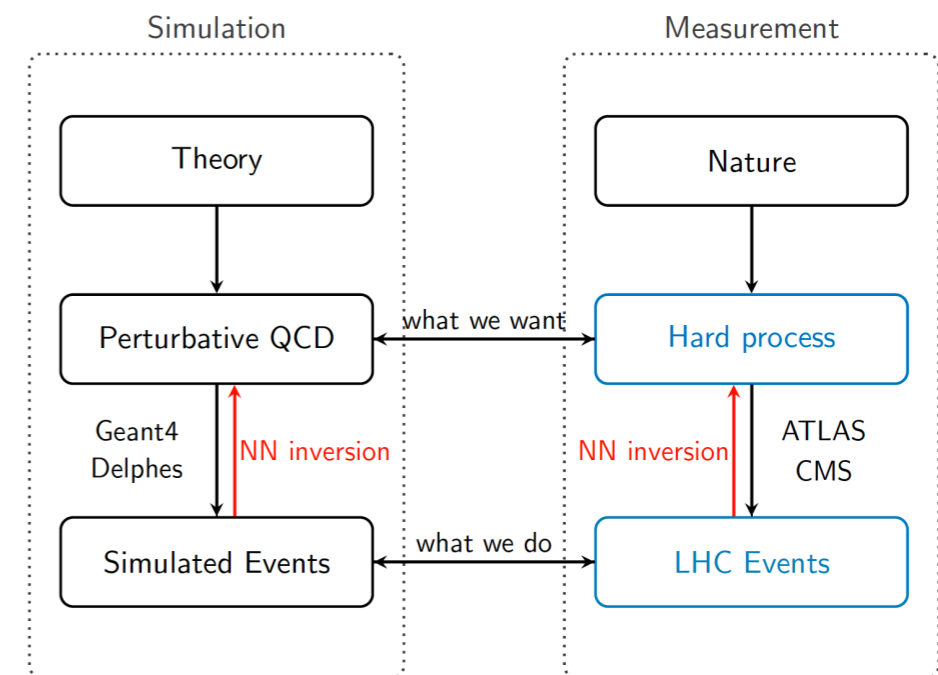 Simulation
Measurement
Theory
Nature
Perturbative QCD
what we want
Hard process
Geant4
Delphes
NN inversion
NN inversion
ATLAS
CMS
Simulated Events
what we do
LHC Events